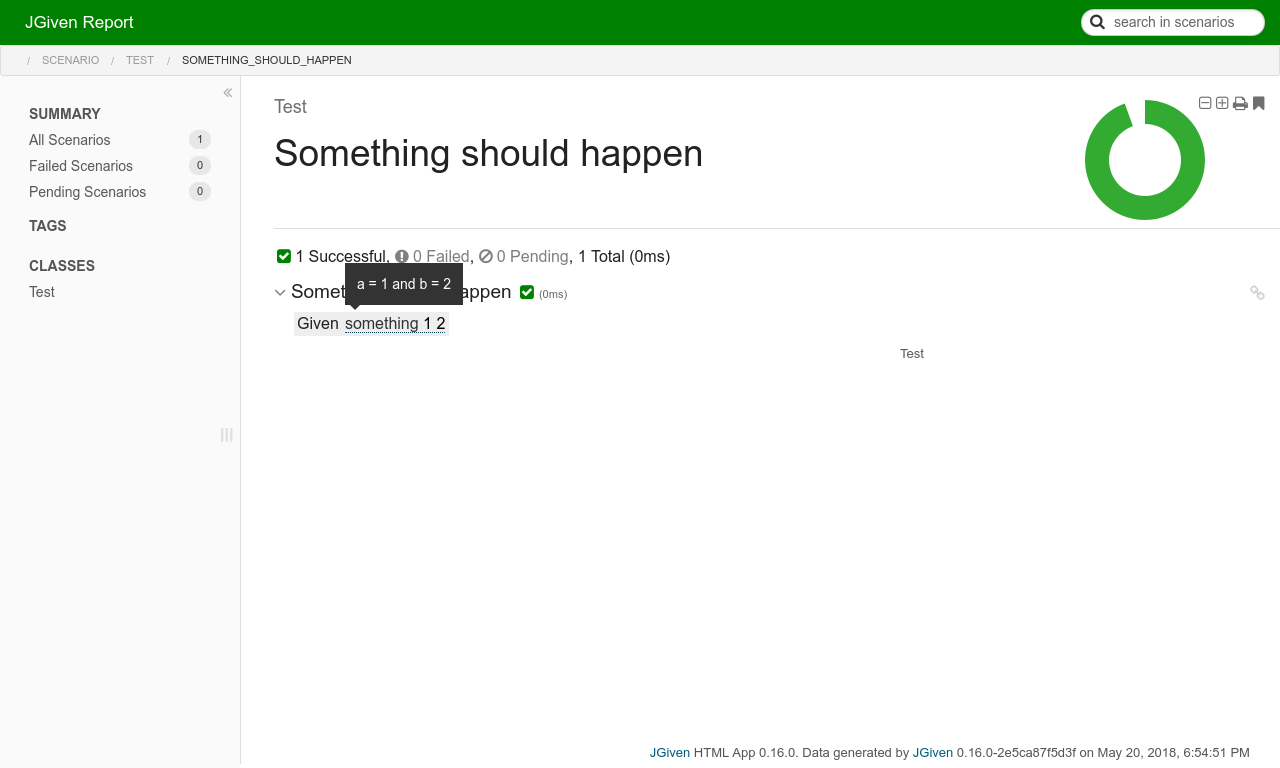 JGiven Report
search in scenarios
/ SCENARIO / TEST / SOMETHING_SHOULD_HAPPEN
«
SUMMARY
All Scenarios 1
Failed Scenarios 0
Pending Scenarios 0
TAGS
CLASSES
Test
Test
Something should happen
1 Successful, 0 Failed, 0 Pending, 1 Total (0ms)
a = 1 and b = 2
Somet appen (0ms)
Given something 1 2
Test
JGiven HTML App 0.16.0. Data generated by JGiven 0.16.0-2e5ca87f5d3f on May 20, 2018, 6:54:51 PM